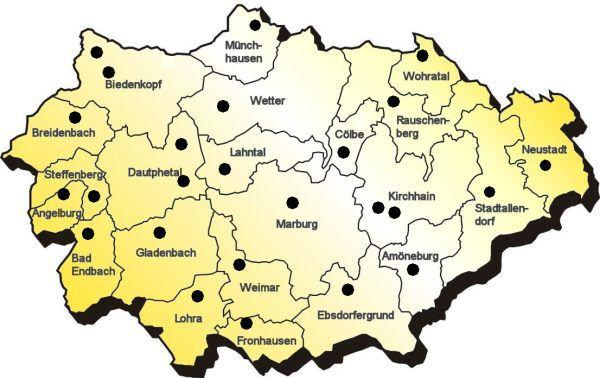 Münch-
hausen
Wohratal
Biedenkopf
Wetter
Rauschen-
berg
Breidenbach
Cölbe
Lahntal
Neustadt
Steffenberg
Dautphetal
Kirchhain
Angelburg
Marburg
Stadtallen-
dorf
Gladenbach
Bad
Endbach
Amöneburg
Weimar
Lohra
Ebsdorfergrund
Fronhausen